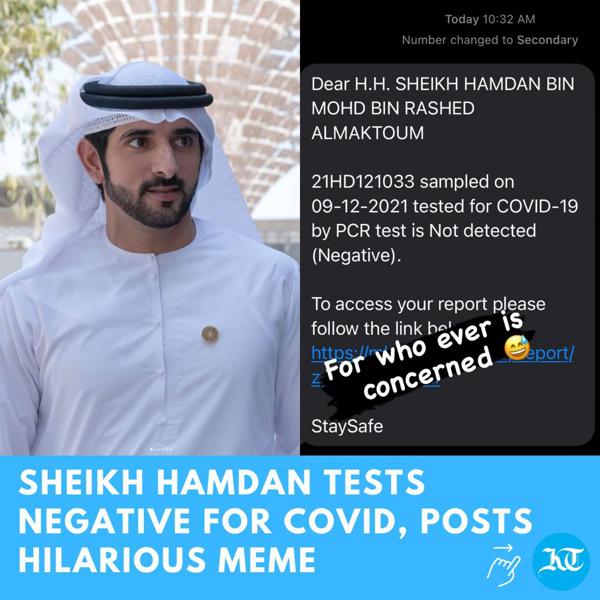 Today 10:32 AM
Number changed to Secondary
Dear H.H. SHEIKH HAMDAN BIN
MOHD BIN RASHED
ALMAKTOUM
21HD121033 sampled on
09-12-2021 tested for COVID-19
by PCR test is Not detected
(Negative).
To access your report please
follow the link
https://
For who ever is
concerned 😅
StaySafe
SHEIKH HAMDAN TESTS
NEGATIVE FOR COVID, POSTS
HILARIOUS MEME
KT